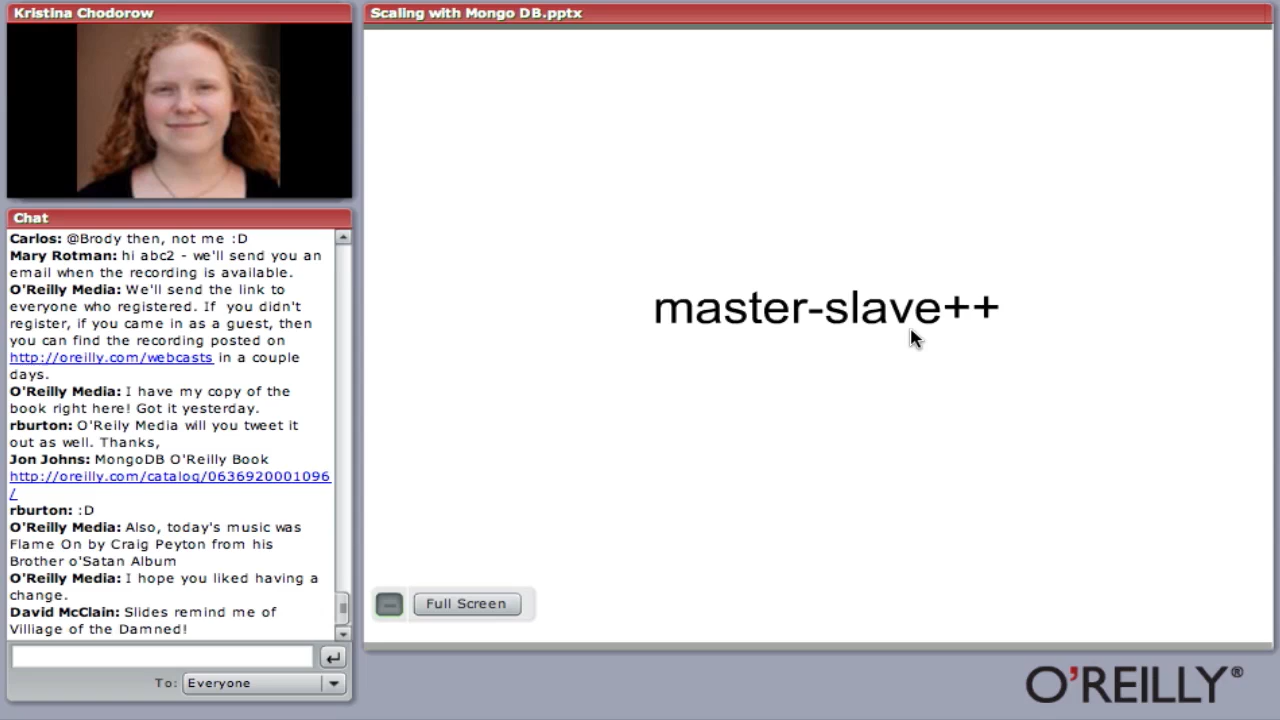 Kristina Chodorow
Scaling with Mongo DB.pptx
Chat
Carlos: @Brody then, not me :D
Mary Rotman: hi abc2 - we'll send you an
email when the recording is available.
O'Reilly Media: We'll send the link to
everyone who registered. If you didn't
register, if you came in as a guest, then
you can find the recording posted on
http://oreilly.com/webcasts in a couple
days.
O'Reilly Media: I have my copy of the
book right here! Got it yesterday.
rburton: O'Reily Media will you tweet it
out as well. Thanks,
Jon Johns: MongoDB O'Reilly Book
http://oreilly.com/catalog/0636920001096
/
rburton: :D
O'Reilly Media: Also, today's music was
Flame On by Craig Peyton from his
Brother o'Satan Album
O'Reilly Media: I hope you liked having a
change.
David McClain: Slides remind me of
Villiage of the Damned!
To: Everyone
master-slave++
Full Screen
O'REILLY®